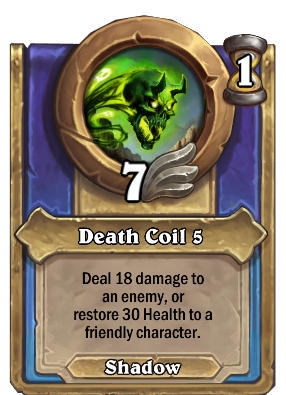 1
7
Death Coil 5
Deal 18 damage to
an enemy, or
restore 30 Health to a
friendly character.
Shadow